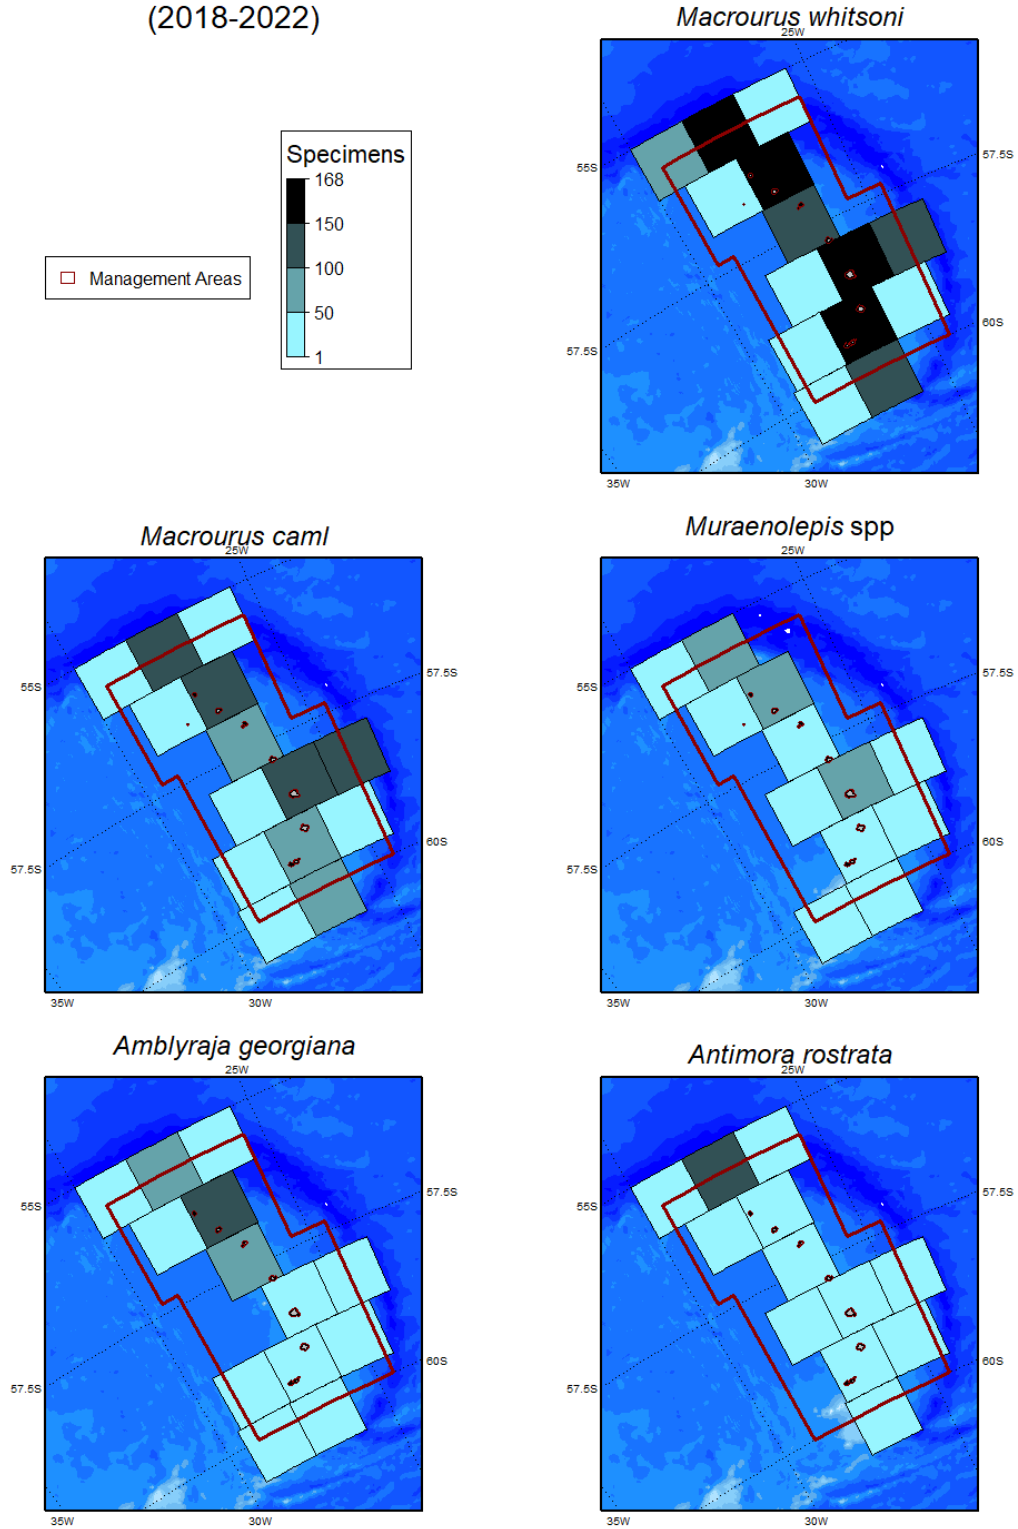 (2018-2022)
Macrourus whitsoni
Specimens
168
150
100
50
1
Management Areas
25W
55S
57.5S
57.5S
60S
35W
30W
Macrourus caml
25W
55S
57.5S
57.5S
60S
35W
30W
Muraenolepis spp
25W
55S
57.5S
57.5S
60S
35W
30W
Amblyraja georgiana
25W
55S
57.5S
57.5S
60S
35W
30W
Antimora rostrata
25W
55S
57.5S
57.5S
60S
35W
30W